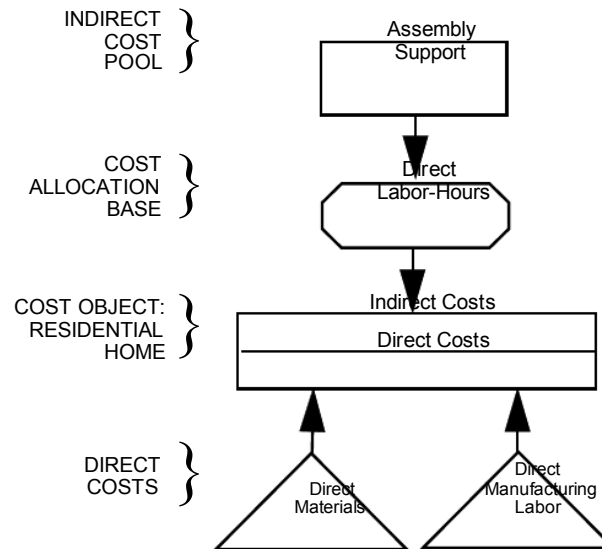 INDIRECT
COST
POOL
Assembly
Support
COST
ALLOCATION
BASE
Direct
Labor-Hours
COST OBJECT:
RESIDENTIAL
HOME
Indirect Costs
Direct Costs
DIRECT
COSTS
Direct
Materials
Direct
Manufacturing
Labor